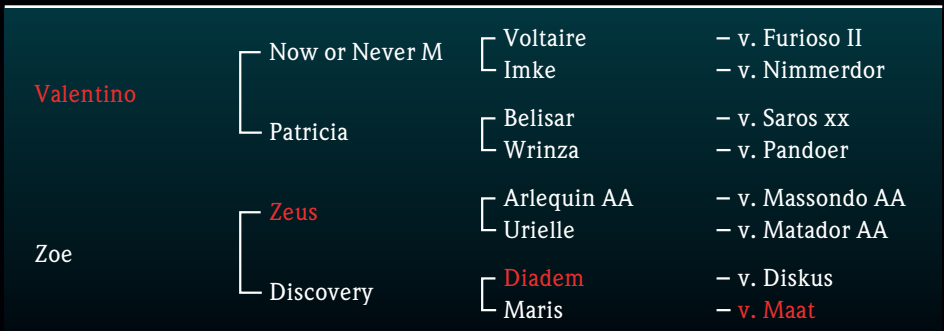 Voltaire – v. Furioso II
Now or Never M
Imke – v. Nimmerdor
Valentino
Belisar – v. Saros xx
Patricia
Wrinza – v. Pandoer
Arlequin AA – v. Massondo AA
Zeus
Urielle – v. Matador AA
Zoe
Diadem – v. Diskus
Discovery
Maris – v. Maat